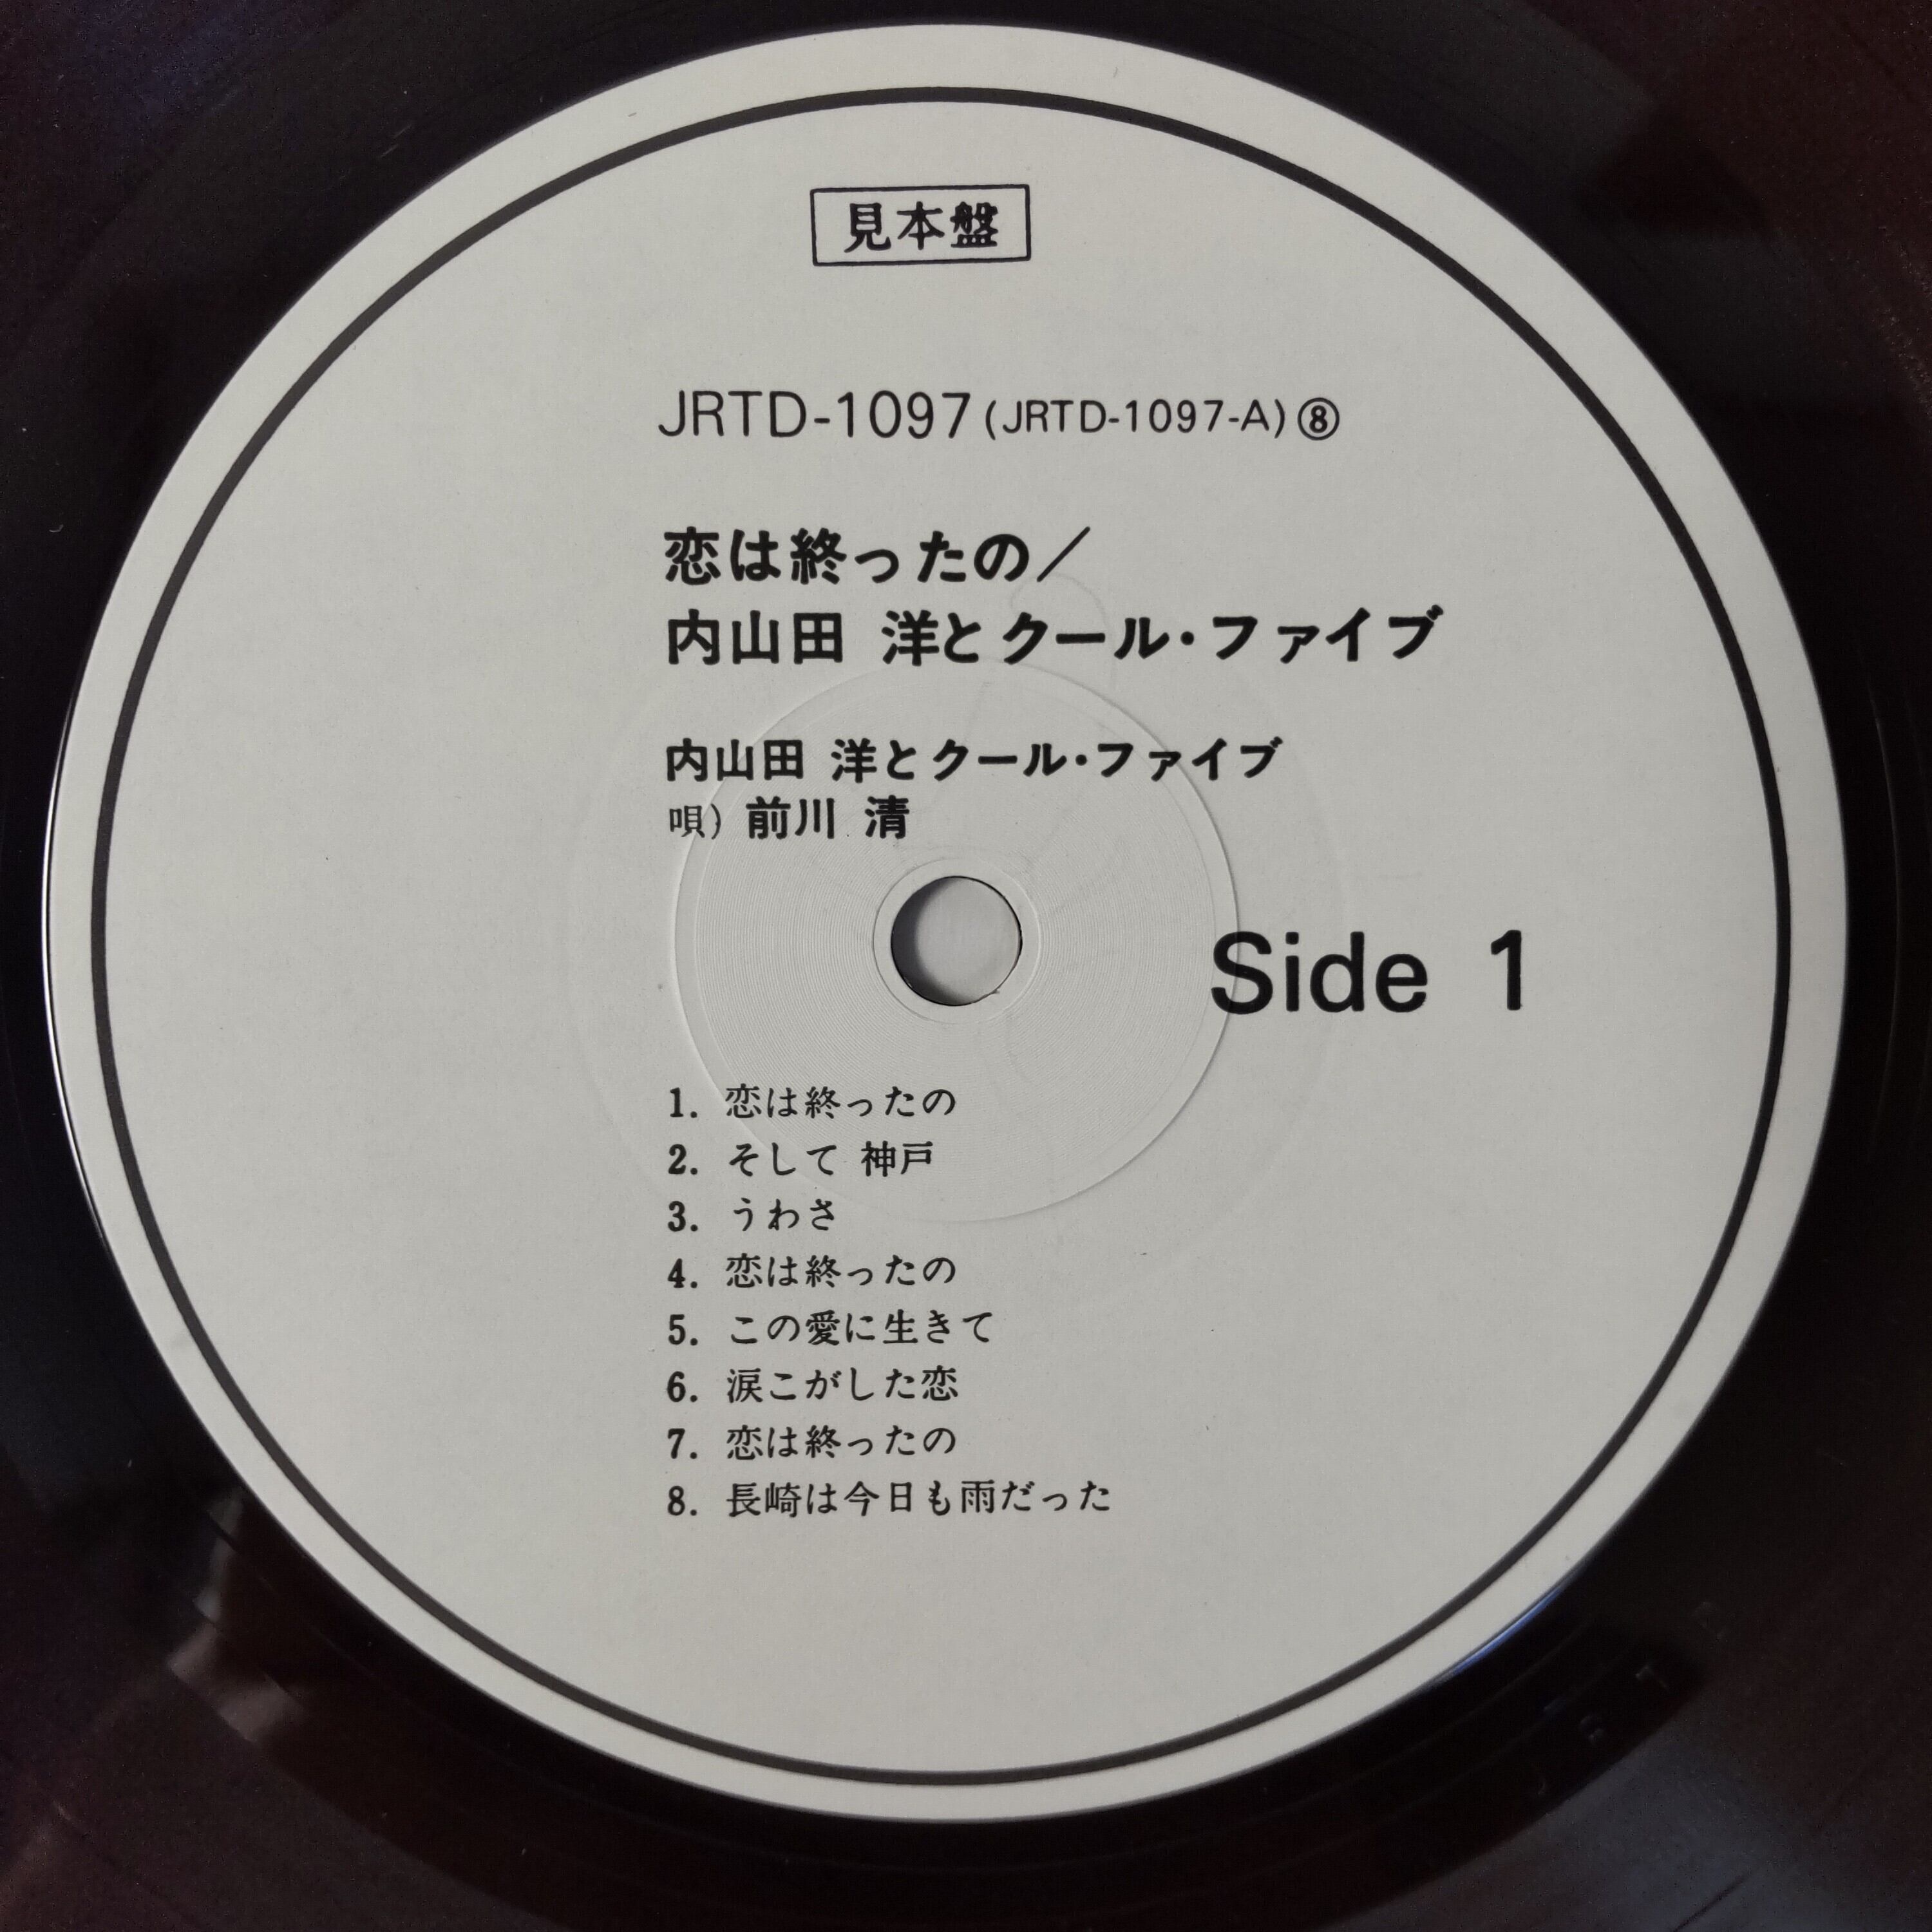 見本盤
JRTD-1097 (JRTD-1097-A) ⑧
恋は終ったの／
内山田 洋とクール・ファイブ
内山田 洋とクール・ファイブ
唄) 前川 清
Side 1
1. 恋は終ったの
2. そして 神戸
3. うわさ
4. 恋は終ったの
5. この愛に生きて
6. 涙こがした恋
7. 恋は終ったの
8. 長崎は今日も雨だった